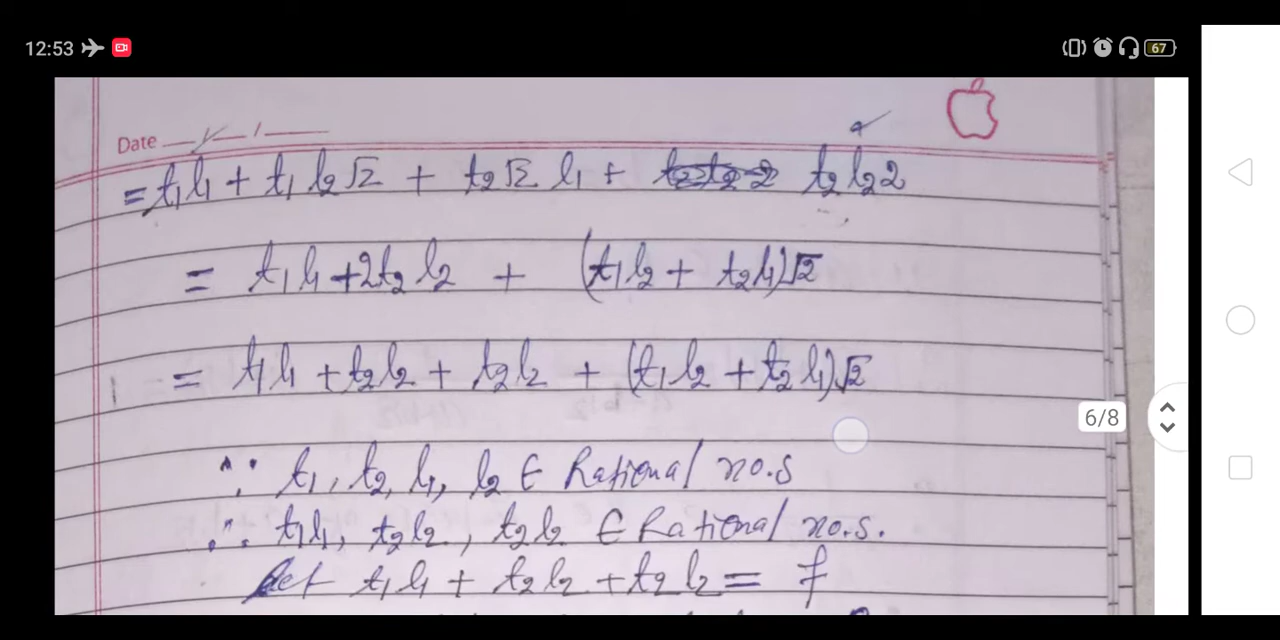 12:53
67
Date
= t₁l₁ + t₁l₂√2 + t₂√2 l₁ + t₂l₂2
= t₁l₁ + 2t₂l₂ + (t₁l₂ + t₂l₁)√2
= t₁l₁ + t₂l₂ + t₂l₂ + (t₁l₂ + t₂l₁)√2
6/8
∵ t₁, t₂, l₁, l₂ ∈ Rational no.s
∴ t₁l₁, t₂l₂, t₂l₂ ∈ Rational no.s.
Let t₁l₁ + t₂l₂ + t₂l₂ = f